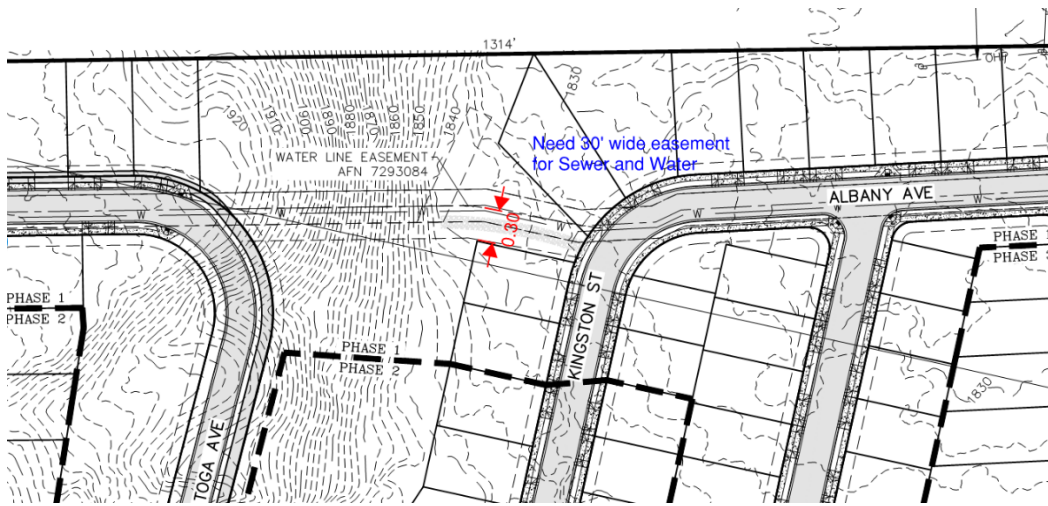 1314'
OHP
1830
1920
1910
1900
1890
1880
1870
1860
1850
1840
Need 30' wide easement
for Sewer and Water
WATER LINE EASEMENT
AFN 7293084
ALBANY AVE
W
W
W
W
W
W
0.30
PHASE 1
PHASE 2
PHASE 1
PHASE 2
PHASE 1
KINGSTON ST
TOGA AVE
1830